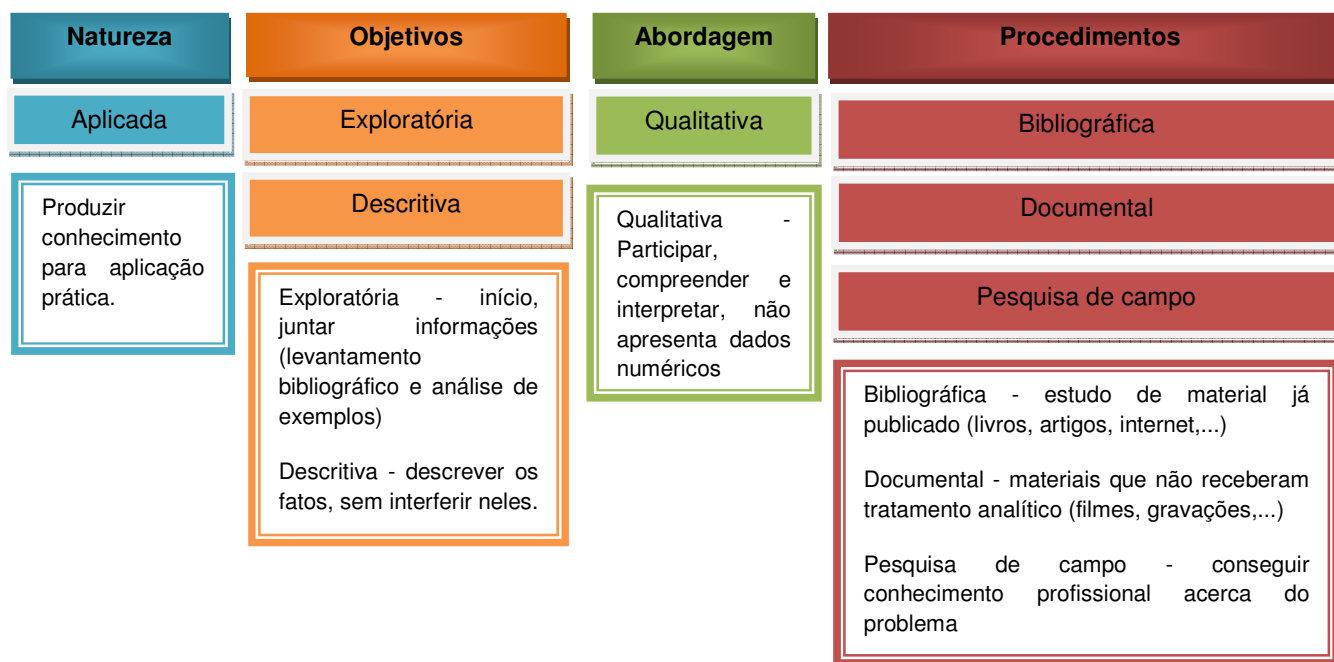 Natureza
Aplicada
Produzir
conhecimento
para aplicação
prática.
Objetivos
Exploratória
Descritiva
Exploratória - início,
juntar informações
(levantamento
bibliográfico e análise de
exemplos)
Descritiva - descrever os
fatos, sem interferir neles.
Abordagem
Qualitativa
Qualitativa -
Participar,
compreender e
interpretar, não
apresenta dados
numéricos
Procedimentos
Bibliográfica
Documental
Pesquisa de campo
Bibliográfica - estudo de material já
publicado (livros, artigos, internet,...)
Documental - materiais que não receberam
tratamento analítico (filmes, gravações,...)
Pesquisa de campo - conseguir
conhecimento profissional acerca do
problema